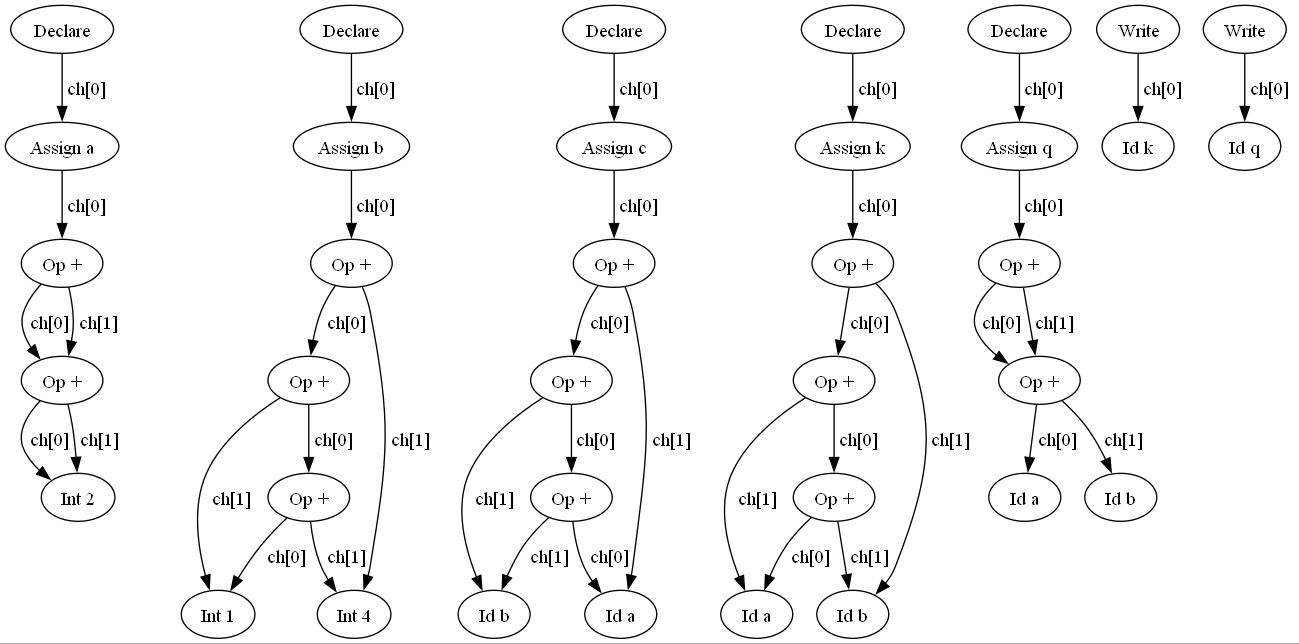 Declare Declare Declare Declare Declare Write Write
ch[0] ch[0] ch[0] ch[0] ch[0] ch[0] ch[0]
Assign a Assign b Assign c Assign k Assign q Id k Id q
ch[0] ch[0] ch[0] ch[0] ch[0]
Op + Op + Op + Op + Op +
ch[0] ch[1] ch[0] ch[0] ch[0] ch[0] ch[1]
Op + Op + Op + Op + Op +
ch[0] ch[1] ch[0] ch[1] ch[0] ch[1] ch[0] ch[1] ch[0] ch[1]
Int 2 ch[1] Op + ch[1] Op + ch[1] Op + Id a Id b
ch[0] ch[1] ch[1] ch[0] ch[0] ch[1]
Int 1 Int 4 Id b Id a Id a Id b